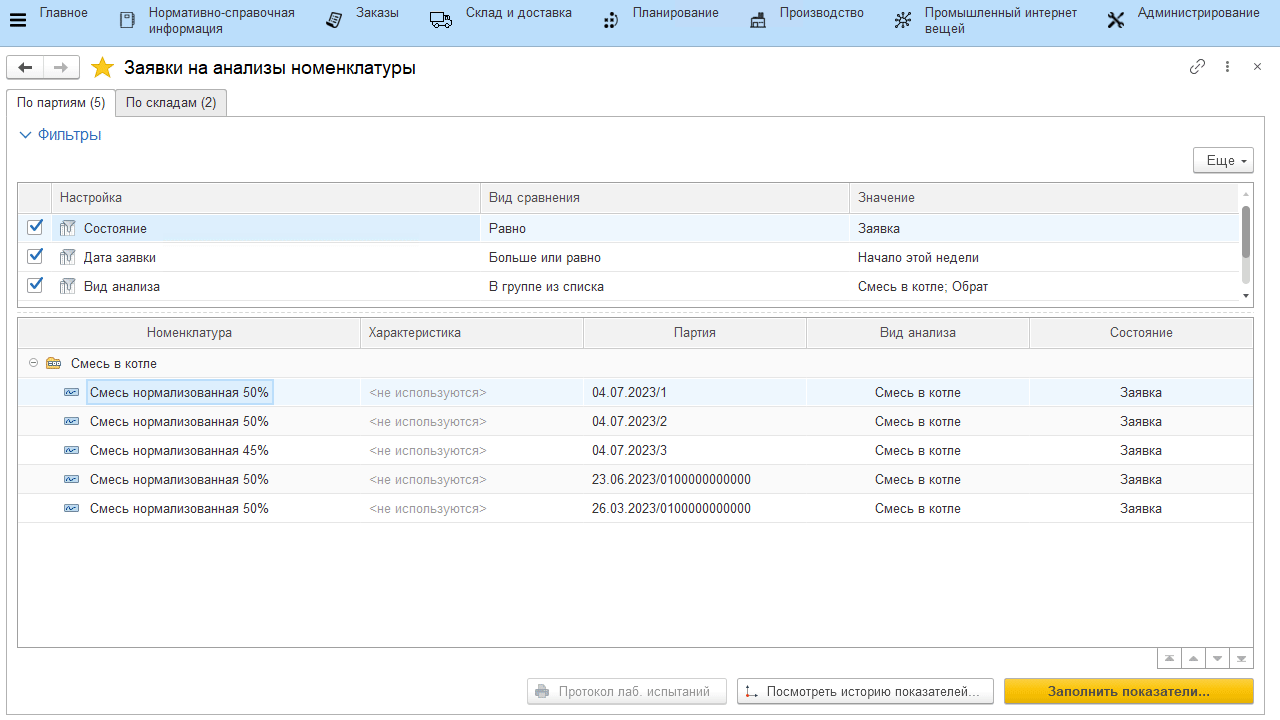 Главное
Нормативно-справочная
информация
Заказы
Склад и доставка
Планирование
Производство
Промышленный интернет
вещей
Администрирование
Заявки на анализы номенклатуры
По партиям (5) По складам (2)
Фильтры
Еще
Настройка Вид сравнения Значение
Состояние Равно Заявка
Дата заявки Больше или равно Начало этой недели
Вид анализа В группе из списка Смесь в котле; Обрат
Номенклатура Характеристика Партия Вид анализа Состояние
Смесь в котле
Смесь нормализованная 50% <не используются> 04.07.2023/1 Смесь в котле Заявка
Смесь нормализованная 50% <не используются> 04.07.2023/2 Смесь в котле Заявка
Смесь нормализованная 45% <не используются> 04.07.2023/3 Смесь в котле Заявка
Смесь нормализованная 50% <не используются> 23.06.2023/0100000000000 Смесь в котле Заявка
Смесь нормализованная 50% <не используются> 26.03.2023/0100000000000 Смесь в котле Заявка
Протокол лаб. испытаний Посмотреть историю показателей... Заполнить показатели...